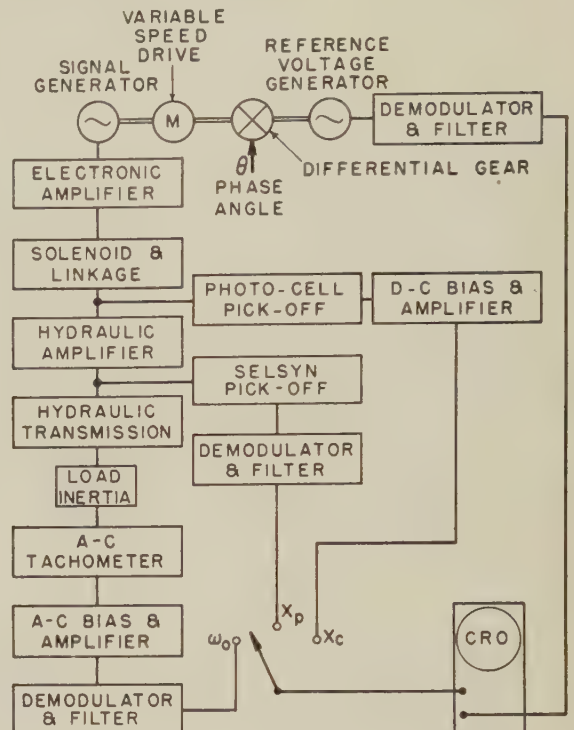 VARIABLE
SPEED
DRIVE
SIGNAL
GENERATOR
REFERENCE
VOLTAGE
GENERATOR
M
DEMODULATOR
& FILTER
θ
PHASE
ANGLE
DIFFERENTIAL GEAR
ELECTRONIC
AMPLIFIER
SOLENOID &
LINKAGE
PHOTO-CELL
PICK-OFF
D-C BIAS &
AMPLIFIER
HYDRAULIC
AMPLIFIER
SELSYN
PICK-OFF
HYDRAULIC
TRANSMISSION
DEMODULATOR
& FILTER
LOAD
INERTIA
A-C
TACHOMETER
A-C BIAS &
AMPLIFIER
ω₀
Xp
Xc
CRO
DEMODULATOR
& FILTER